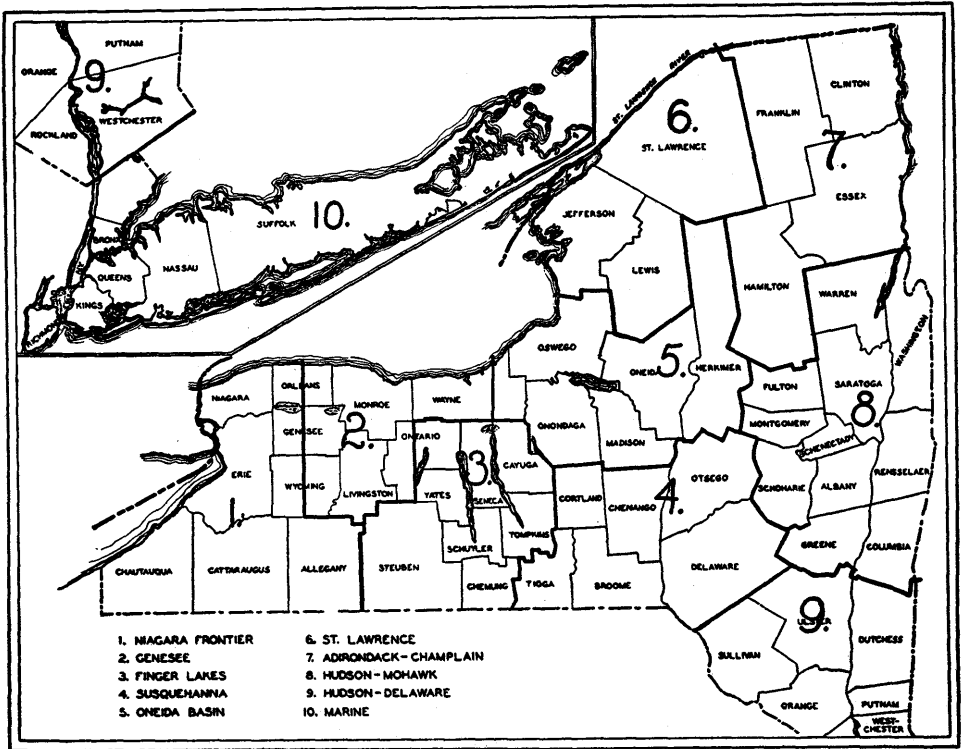 PUTNAM
ORANGE
9.
WESTCHESTER
ROCKLAND
SUFFOLK
10.
NASSAU
BRONX
QUEENS
KINGS
RICHMOND
ST. LAWRENCE RIVER
6.
ST. LAWRENCE
FRANKLIN
CLINTON
7.
ESSEX
JEFFERSON
LEWIS
HAMILTON
WARREN
WASHINGTON
OSWEGO
ONEIDA
5.
HERKIMER
FULTON
SARATOGA
8.
MONTGOMERY
SCHENECTADY
NIAGARA
ORLEANS
MONROE
WAYNE
GENESEE
2.
ONTARIO
ONONDAGA
MADISON
CAYUGA
3.
ERIE
WYOMING
LIVINGSTON
YATES
SENECA
CORTLAND
CHENANGO
4.
OTSEGO
SCHOHARIE
ALBANY
RENSSELAER
1
SCHUYLER
TOMPKINS
GREENE
COLUMBIA
CHAUTAUQUA
CATTARAUGUS
ALLEGANY
STEUBEN
CHEMUNG
TIOGA
BROOME
DELAWARE
9.
ULSTER
SULLIVAN
DUTCHESS
ORANGE
PUTNAM
WEST-
CHESTER
1. NIAGARA FRONTIER
2. GENESEE
3. FINGER LAKES
4. SUSQUEHANNA
5. ONEIDA BASIN
6. ST. LAWRENCE
7. ADIRONDACK-CHAMPLAIN
8. HUDSON-MOHAWK
9. HUDSON-DELAWARE
10. MARINE